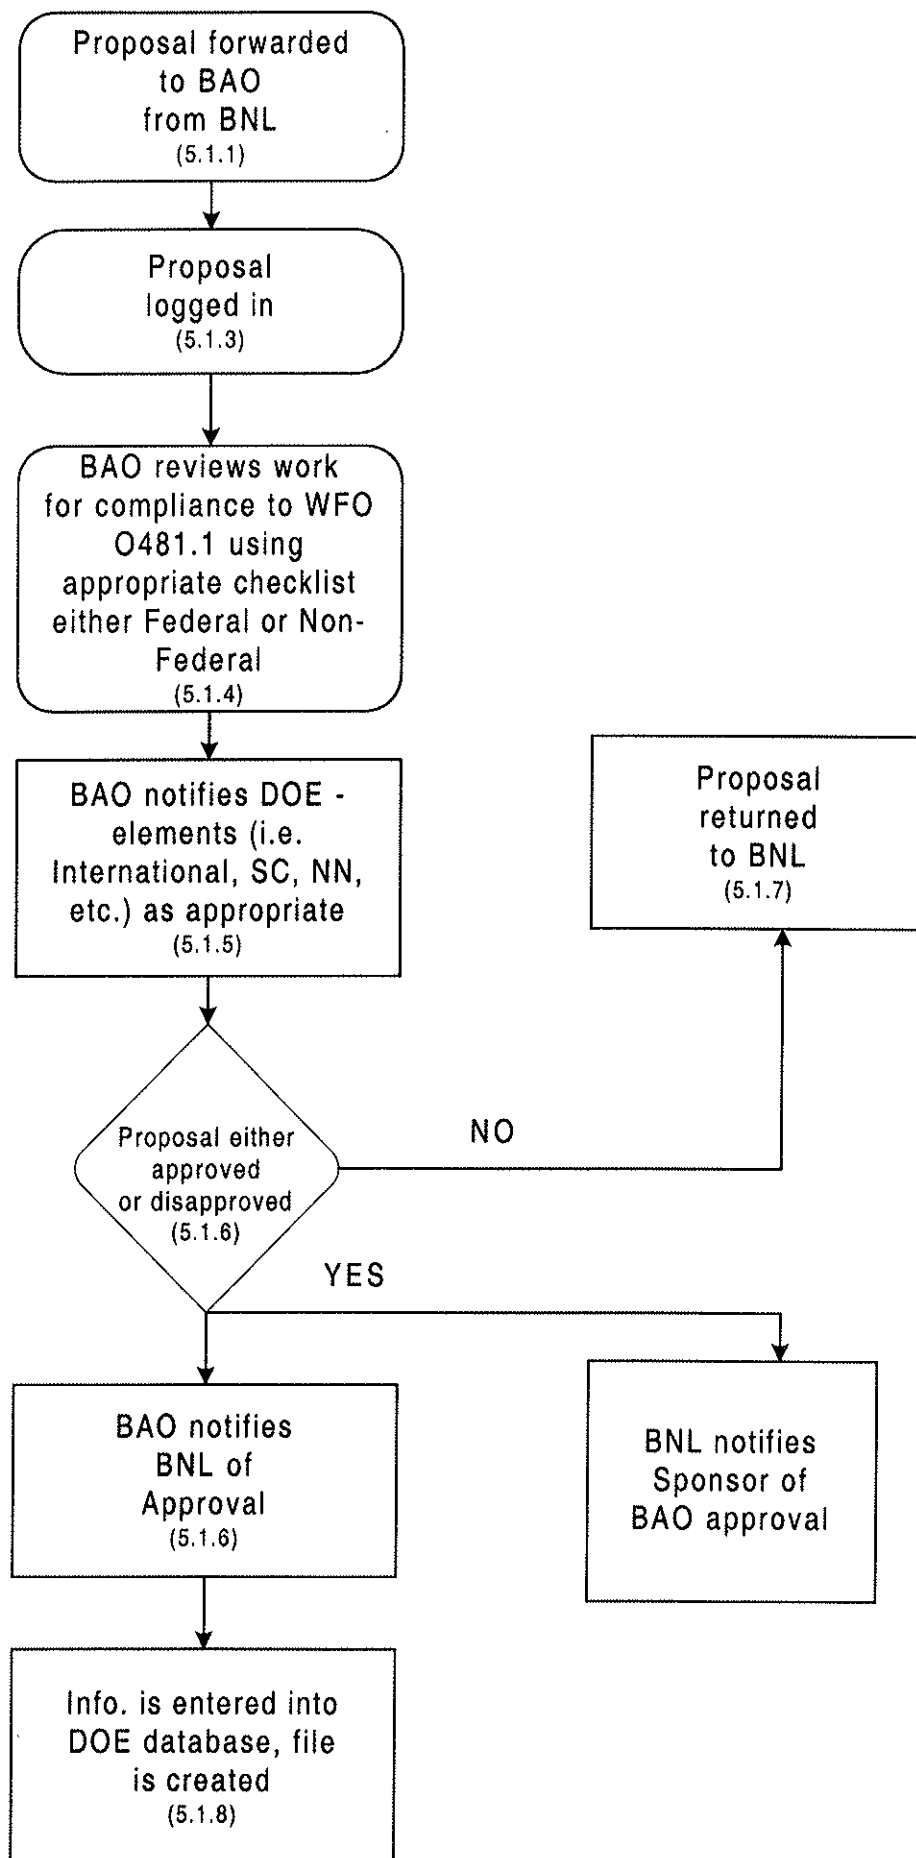 Proposal forwarded
to BAO
from BNL
(5.1.1)
Proposal
logged in
(5.1.3)
BAO reviews work
for compliance to WFO
O481.1 using
appropriate checklist
either Federal or Non-
Federal
(5.1.4)
BAO notifies DOE -
elements (i.e.
International, SC, NN,
etc.) as appropriate
(5.1.5)
Proposal
returned
to BNL
(5.1.7)
Proposal either
approved
or disapproved
(5.1.6)
NO
YES
BAO notifies
BNL of
Approval
(5.1.6)
BNL notifies
Sponsor of
BAO approval
Info. is entered into
DOE database, file
is created
(5.1.8)